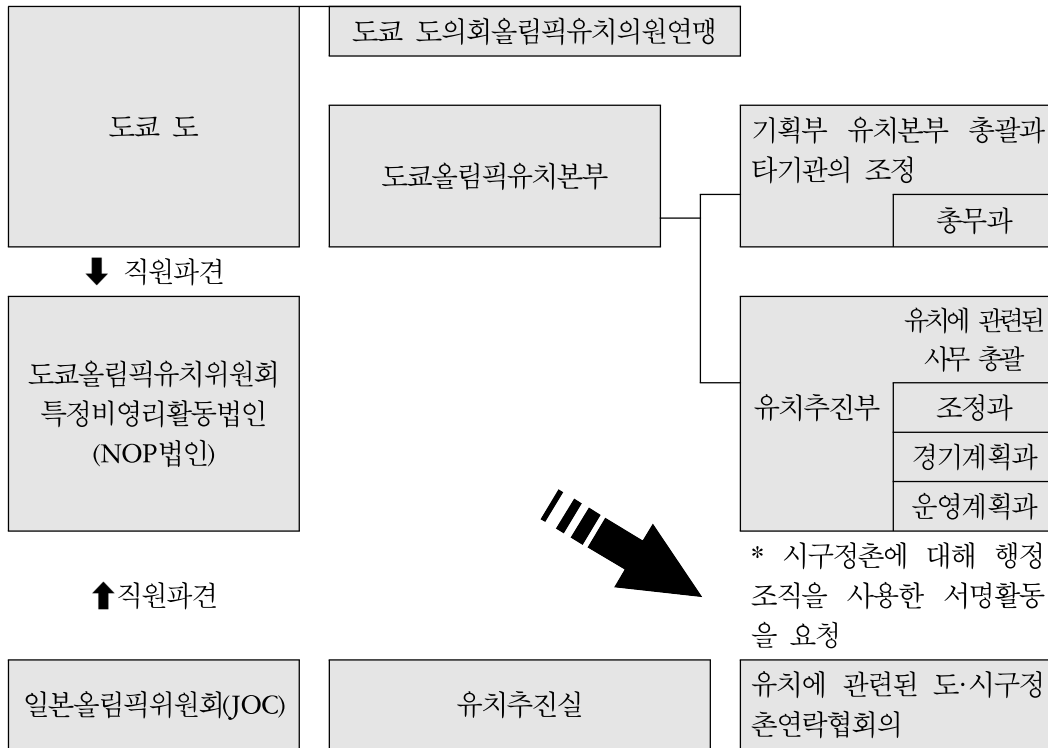 도쿄 도의회올림픽유치의원연맹
도쿄 도
도쿄올림픽유치본부
기획부 유치본부 총괄과
타기관의 조정
총무과
직원파견
도쿄올림픽유치위원회
특정비영리활동법인
(NOP법인)
유치추진부
유치에 관련된
사무 총괄
조정과
경기계획과
운영계획과
* 시구정촌에 대해 행정
조직을 사용한 서명활동
을 요청
직원파견
일본올림픽위원회(JOC)
유치추진실
유치에 관련된 도·시구정
촌연락협회의